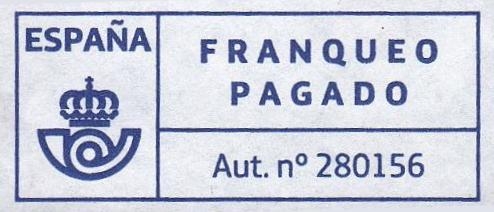 ESPAÑA
FRANQUEO
PAGADO
Aut. nº 280156